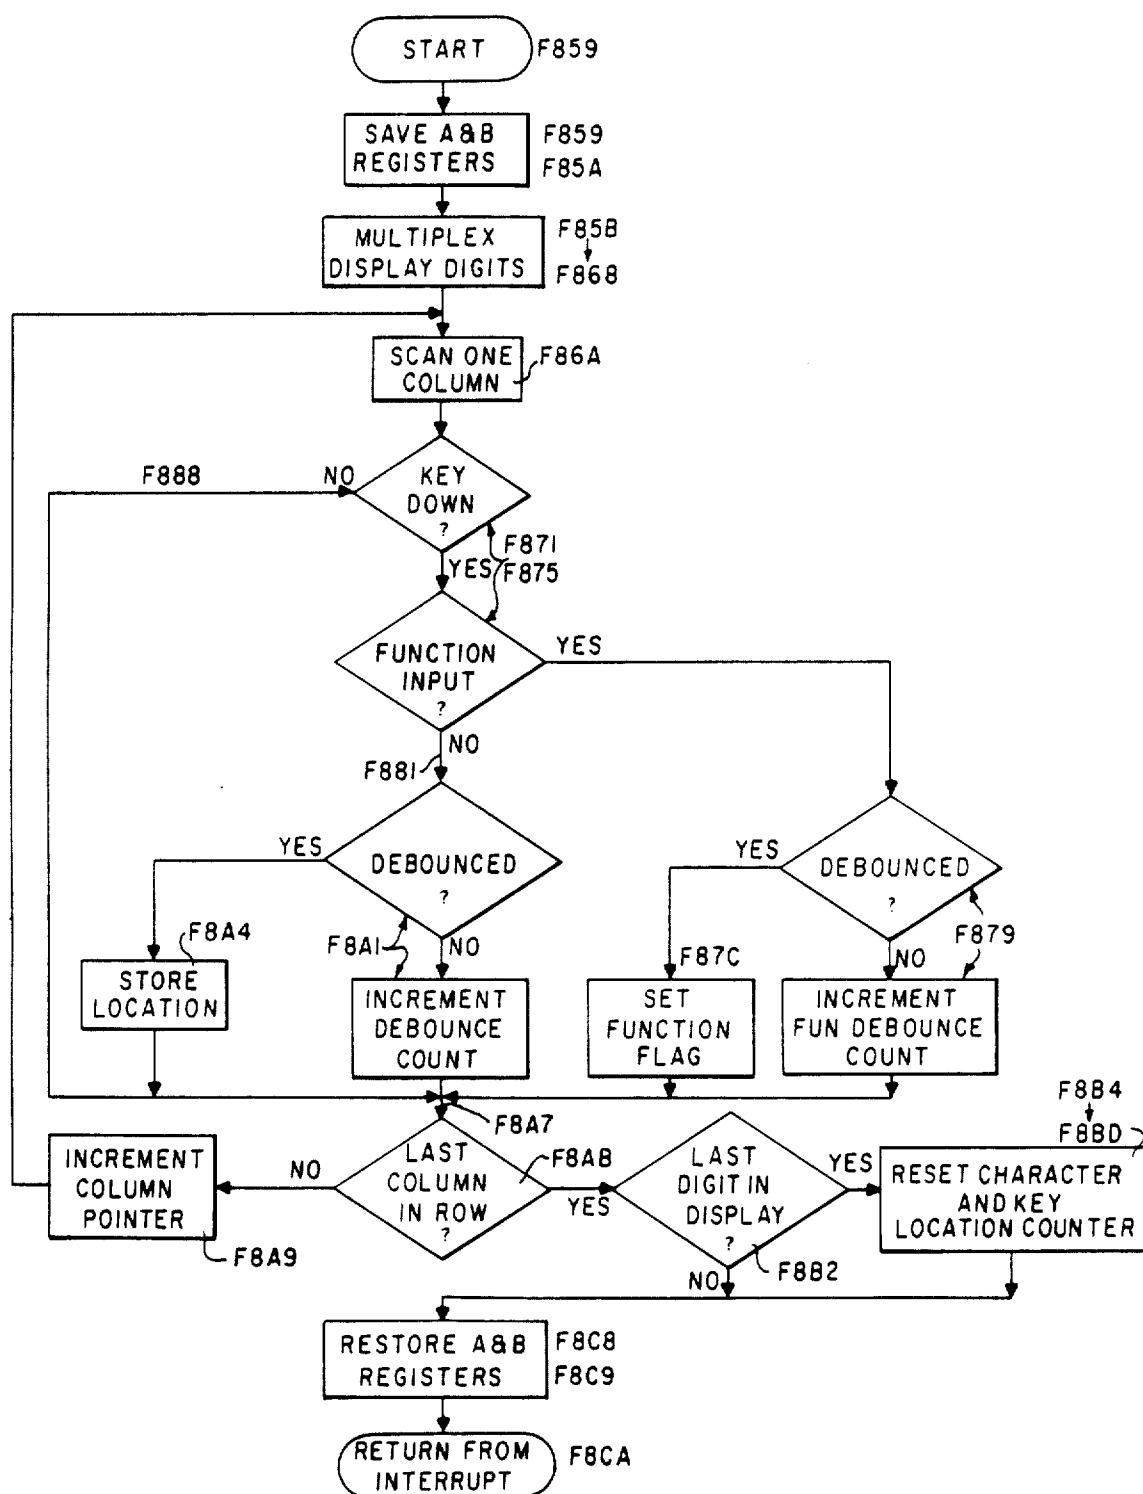 START
F859
SAVE A&B
REGISTERS
F859
F85A
MULTIPLEX
DISPLAY DIGITS
F85B
F868
SCAN ONE
COLUMN
F86A
F888
NO
KEY
DOWN
?
F871
F875
YES
FUNCTION
INPUT
?
YES
NO
F881
YES
DEBOUNCED
?
YES
DEBOUNCED
?
F8A4
F8A1
NO
F87C
NO
F879
STORE
LOCATION
INCREMENT
DEBOUNCE
COUNT
SET
FUNCTION
FLAG
INCREMENT
FUN DEBOUNCE
COUNT
F8A7
F8B4
F8BD
INCREMENT
COLUMN
POINTER
F8A9
NO
LAST
COLUMN
IN ROW
?
F8AB
YES
LAST
DIGIT IN
DISPLAY
?
F8B2
YES
RESET CHARACTER
AND KEY
LOCATION COUNTER
NO
RESTORE A&B
REGISTERS
F8C8
F8C9
RETURN FROM
INTERRUPT
F8CA